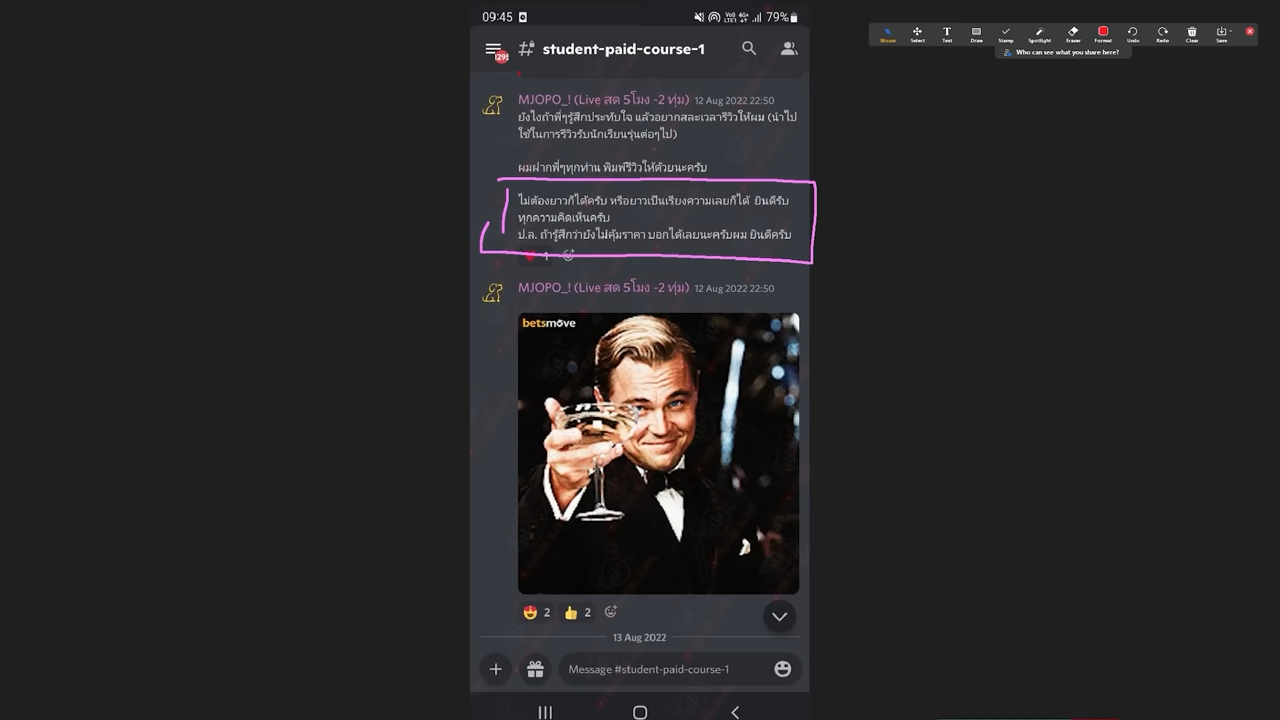 09:45
79%
Mouse Select Text Draw Stamp Spotlight Eraser Format Undo Redo Clear Save
Who can see what you share here?
student-paid-course-1
MJOPO_! (Live สด 5โมง -2 ทุ่ม) 12 Aug 2022 22:50
ยังไงถ้าพี่ๆรู้สึกประทับใจ แล้วอยากสละเวลารีวิวให้ผม (นำไป
ใช้ในการรีวิวรับนักเรียนรุ่นต่อๆไป)
ผมฝากพี่ๆทุกท่าน พิมพ์รีวิวให้ด้วยนะครับ
ไม่ต้องยาวก็ได้ครับ หรือยาวเป็นเรียงความเลยก็ได้ ยินดีรับ
ทุกความคิดเห็นครับ
ป.ล. ถ้ารู้สึกว่ายังไม่คุ้มราคา บอกได้เลยนะครับผม ยินดีครับ
1
MJOPO_! (Live สด 5โมง -2 ทุ่ม) 12 Aug 2022 22:50
betsmove
2 2
13 Aug 2022
Message #student-paid-course-1